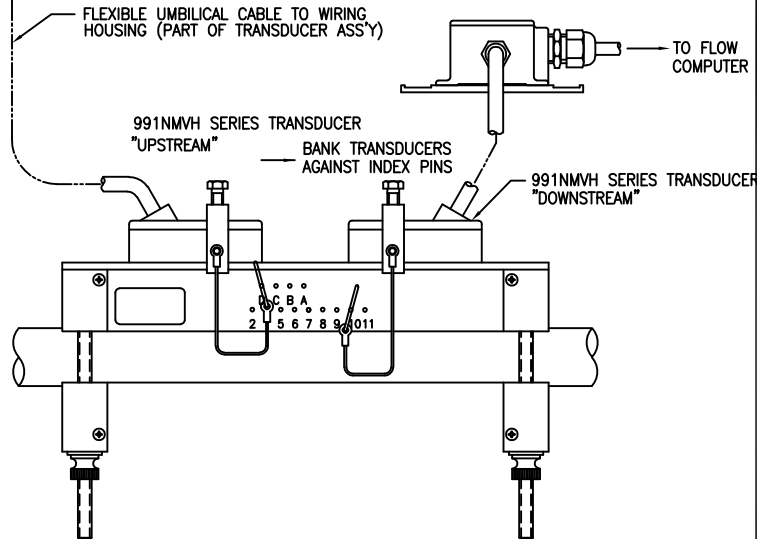 FLEXIBLE UMBILICAL CABLE TO WIRING
HOUSING (PART OF TRANSDUCER ASS'Y)
TO FLOW
COMPUTER
991NMVH SERIES TRANSDUCER
"UPSTREAM"
BANK TRANSDUCERS
AGAINST INDEX PINS
991NMVH SERIES TRANSDUCER
"DOWNSTREAM"
D C B A
2 5 6 7 8 9 1011